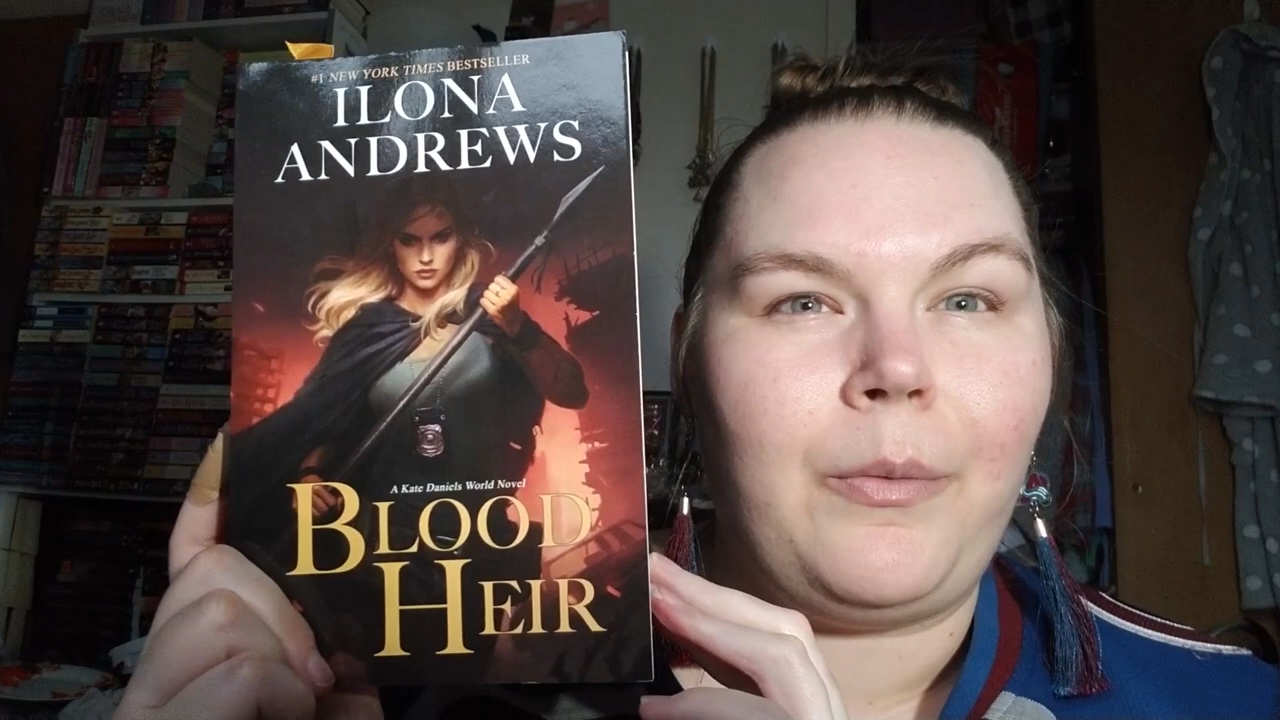 #1 NEW YORK TIMES BESTSELLER
ILONA
ANDREWS
A Kate Daniels World Novel
BLOOD
HEIR